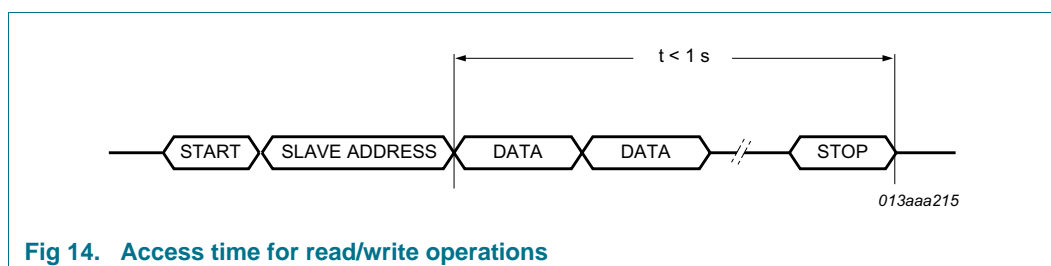 t < 1 s
START SLAVE ADDRESS DATA DATA STOP
013aaa215
Fig 14. Access time for read/write operations